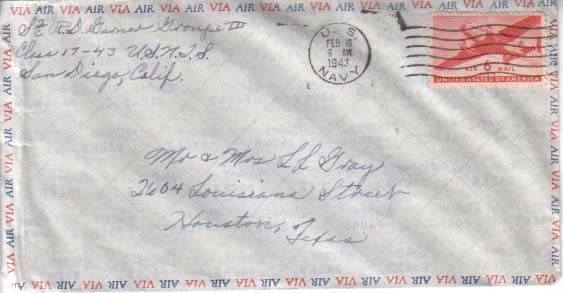 S2c R.D. Garner Groupe III
Class 17-43 U.S.N.T.S.
San Diego, Calif.
U. S.
FEB 16
6 AM
1943
NAVY
AIR 6¢ MAIL
UNITED STATES OF AMERICA
Mr & Mrs L L Gray
2604 Louisiana Street
Houston, Texas
VIA AIR VIA AIR VIA AIR VIA AIR VIA AIR VIA AIR VIA AIR VIA AIR VIA AIR